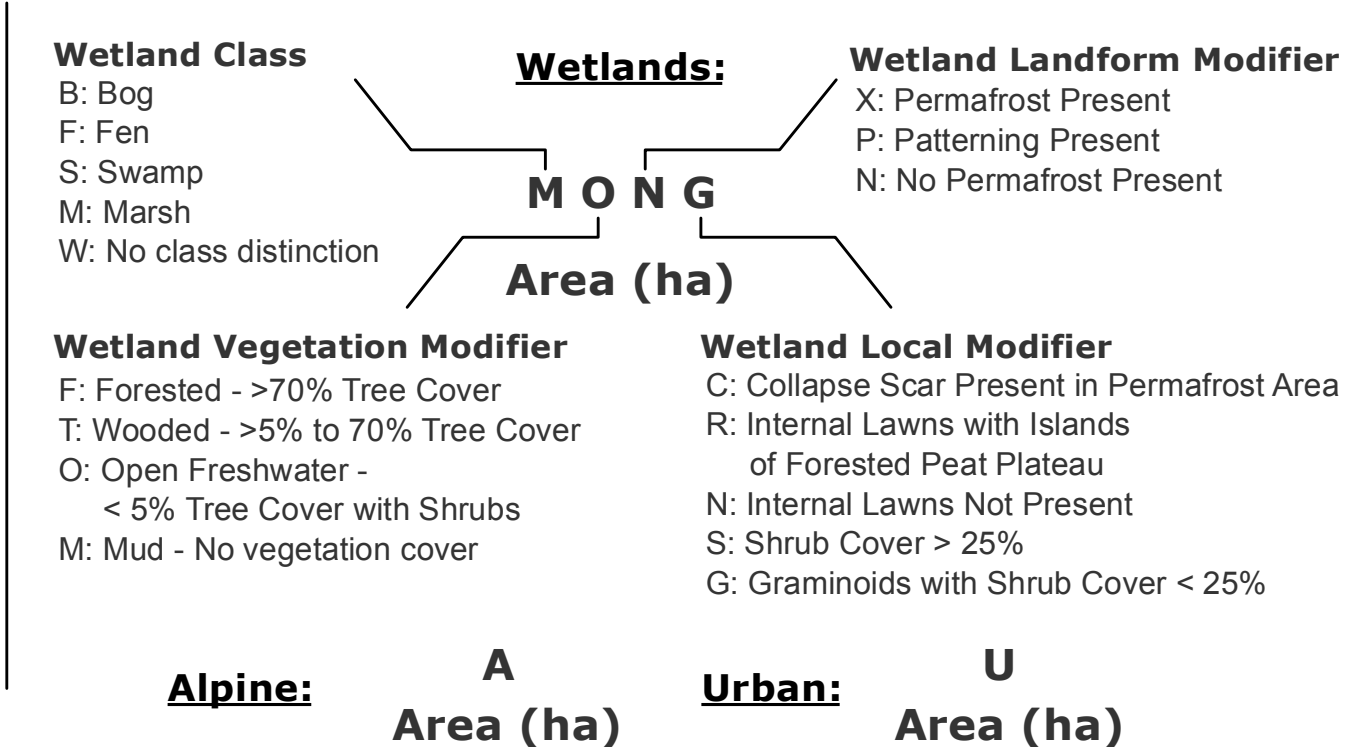 Wetlands:
Wetland Class
B: Bog
F: Fen
S: Swamp
M: Marsh
W: No class distinction
Wetland Landform Modifier
X: Permafrost Present
P: Patterning Present
N: No Permafrost Present
M O N G
Area (ha)
Wetland Vegetation Modifier
F: Forested - >70% Tree Cover
T: Wooded - >5% to 70% Tree Cover
O: Open Freshwater -
< 5% Tree Cover with Shrubs
M: Mud - No vegetation cover
Wetland Local Modifier
C: Collapse Scar Present in Permafrost Area
R: Internal Lawns with Islands
of Forested Peat Plateau
N: Internal Lawns Not Present
S: Shrub Cover > 25%
G: Graminoids with Shrub Cover < 25%
Alpine:
A
Area (ha)
Urban:
U
Area (ha)